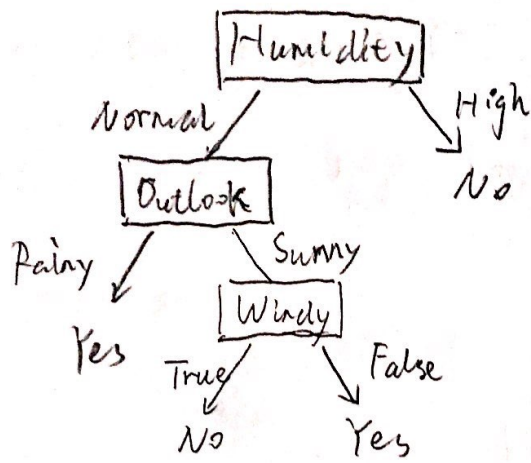 Humidity
Normal
High
Outlook
No
Rainy
Sunny
Windy
Yes
True
False
No
Yes